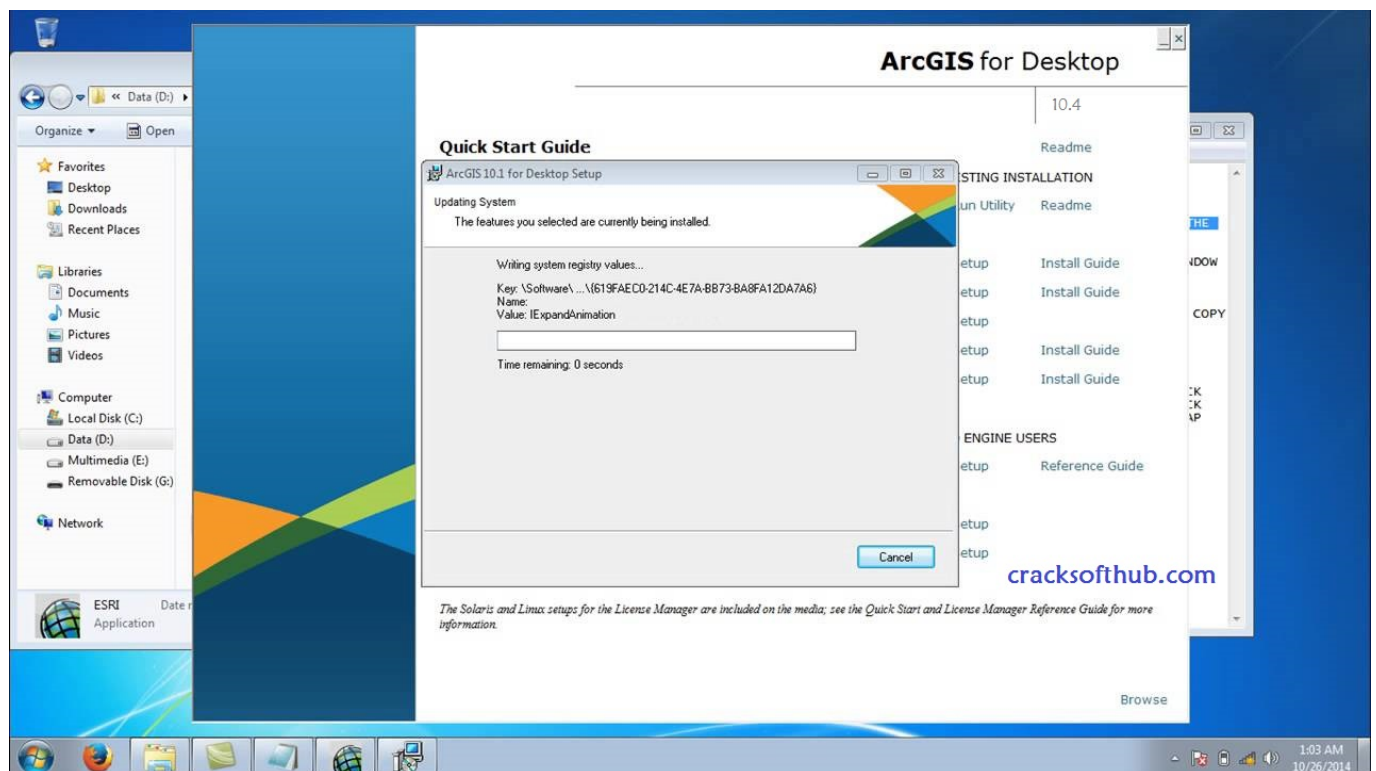 ArcGIS for Desktop
10.4
« Data (D:)
Organize
Open
Favorites
Desktop
Downloads
Recent Places
Libraries
Documents
Music
Pictures
Videos
Computer
Local Disk (C:)
Data (D:)
Multimedia (E:)
Removable Disk (G:)
Network
ESRI
Date
Application
Quick Start Guide
Readme
ArcGIS 10.1 for Desktop Setup
Updating System
The features you selected are currently being installed.
Writing system registry values...
Key: \Software\ ...\{619FAEC0-214C-4E7A-BB73-BA8FA12DA7A6}
Name:
Value: IExpandAnimation
Time remaining: 0 seconds
Cancel
STING INSTALLATION
un Utility Readme
etup Install Guide
etup Install Guide
etup
etup Install Guide
etup Install Guide
ENGINE USERS
etup Reference Guide
etup
etup
THE
NDOW
COPY
CK
CK
AP
cracksofthub.com
The Solaris and Linux setups for the License Manager are included on the media; see the Quick Start and License Manager Reference Guide for more
information.
Browse
1:03 AM
10/26/2014